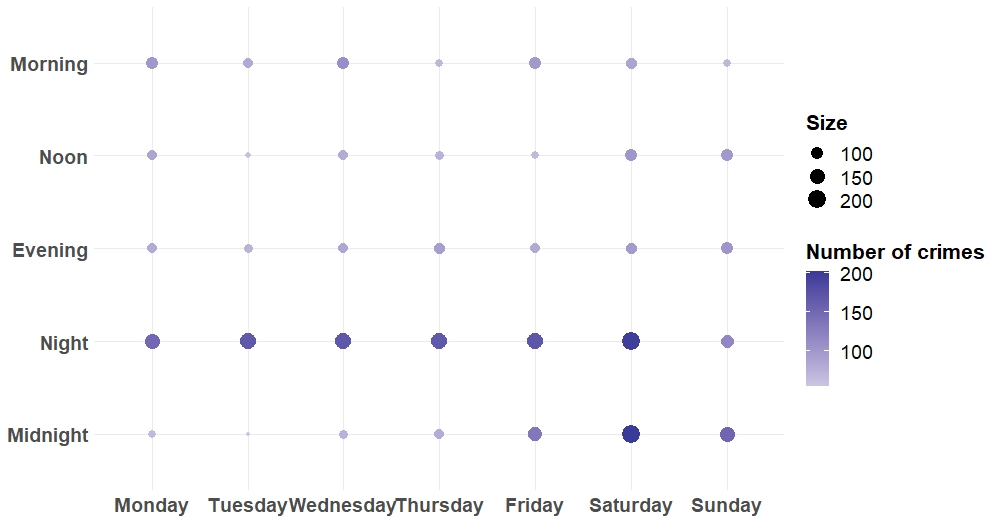 Morning
Noon
Evening
Night
Midnight
Monday Tuesday Wednesday Thursday Friday Saturday Sunday
Size
100
150
200
Number of crimes
200
150
100